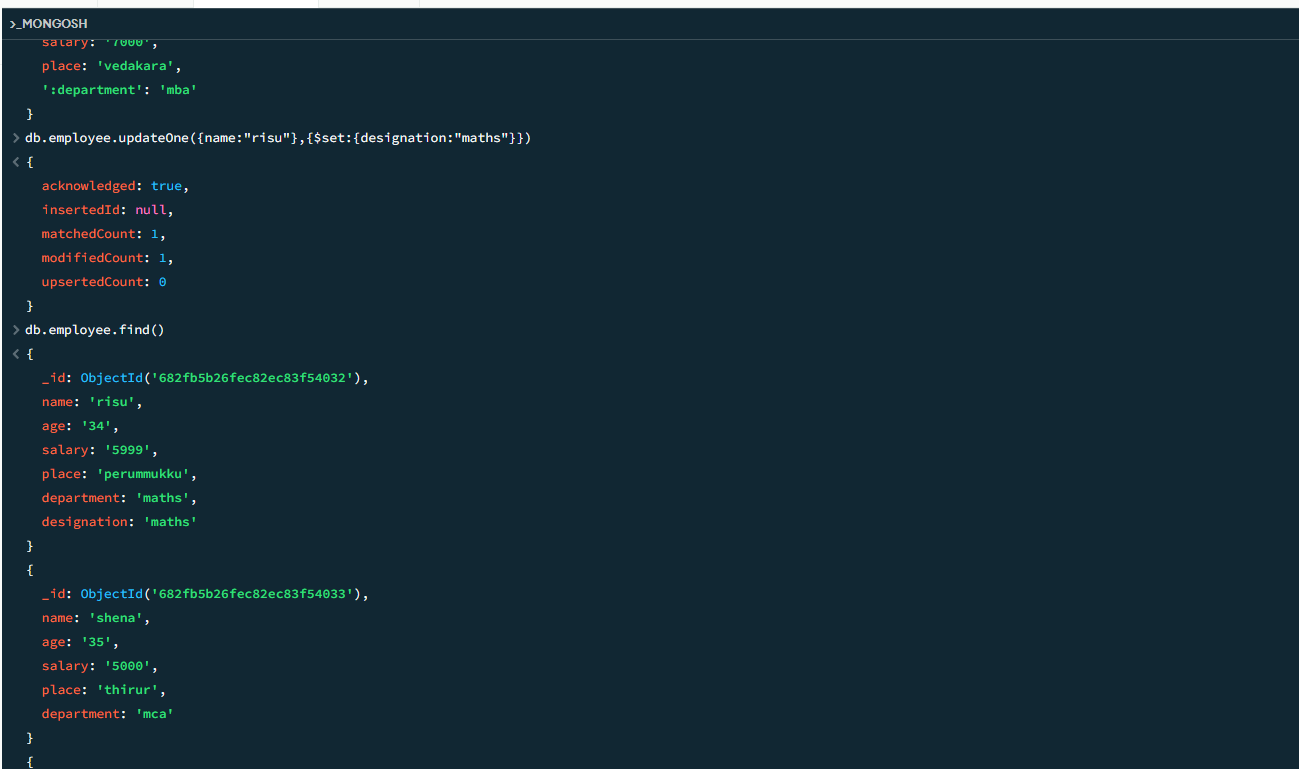 >_MONGOSH
salary: '7000',
place: 'vedakara',
':department': 'mba'
}
> db.employee.updateOne({name:"risu"},{$set:{designation:"maths"}})
< {
acknowledged: true,
insertedId: null,
matchedCount: 1,
modifiedCount: 1,
upsertedCount: 0
}
> db.employee.find()
< {
_id: ObjectId('682fb5b26fec82ec83f54032'),
name: 'risu',
age: '34',
salary: '5999',
place: 'perummukku',
department: 'maths',
designation: 'maths'
}
{
_id: ObjectId('682fb5b26fec82ec83f54033'),
name: 'shena',
age: '35',
salary: '5000',
place: 'thirur',
department: 'mca'
}
{